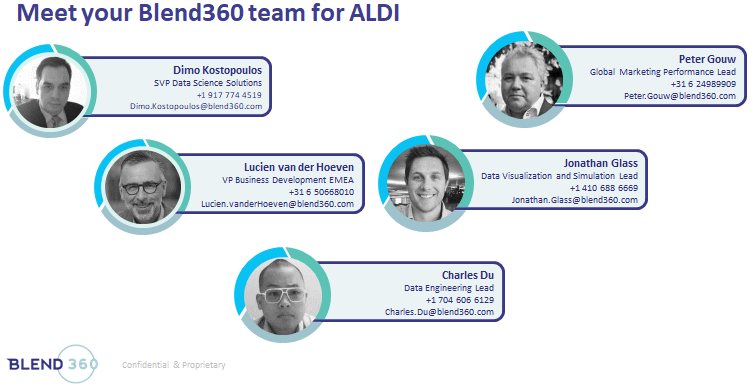 Meet your Blend360 team for ALDI
Dimo Kostopoulos
SVP Data Science Solutions
+1 917 774 4519
Dimo.Kostopoulos@blend360.com
Peter Gouw
Global Marketing Performance Lead
+31 6 24989909
Peter.Gouw@blend360.com
Lucien van der Hoeven
VP Business Development EMEA
+31 6 50668010
Lucien.vanderHoeven@blend360.com
Jonathan Glass
Data Visualization and Simulation Lead
+1 410 688 6669
Jonathan.Glass@blend360.com
Charles Du
Data Engineering Lead
+1 704 606 6129
Charles.Du@blend360.com
BLEND 360
Confidential & Proprietary